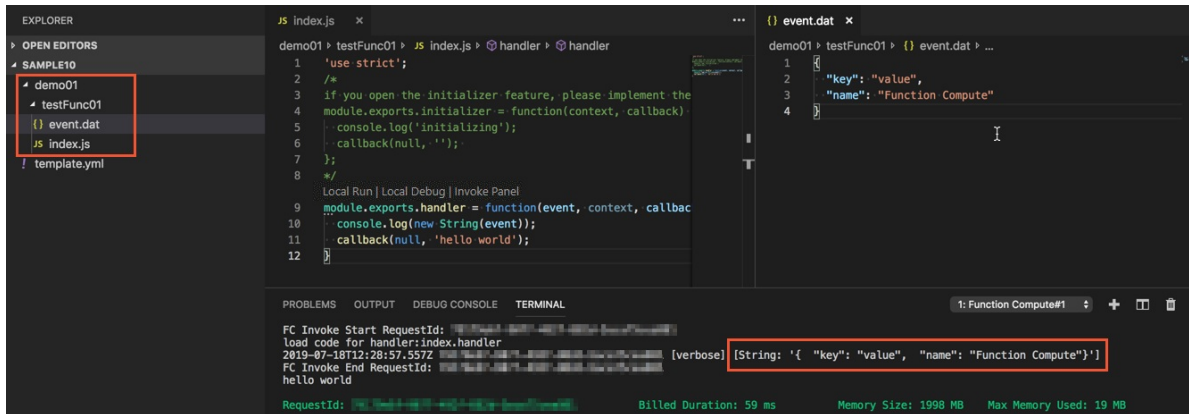 EXPLORER
OPEN EDITORS
SAMPLE10
demo01
testFunc01
{} event.dat
JS index.js
! template.yml
JS index.js ×
demo01 testFunc01 JS index.js handler handler
1 'use strict';
2 /*
3 if you open the initializer feature, please implement the
4 module.exports.initializer = function(context, callback)
5 console.log('initializing');
6 callback(null, '');
7 };
8 */
Local Run | Local Debug | Invoke Panel
9 module.exports.handler = function(event, context, callbac
10 console.log(new String(event));
11 callback(null, 'hello world');
12 }
{} event.dat ×
demo01 testFunc01 {} event.dat ...
1 {
2 "key": "value",
3 "name": "Function Compute"
4 }
PROBLEMS OUTPUT DEBUG CONSOLE TERMINAL 1: Function Compute#1
FC Invoke Start RequestId:
load code for handler:index.handler
2019-07-18T12:28:57.557Z [verbose] [String: '{ "key": "value", "name": "Function Compute"}']
FC Invoke End RequestId:
hello world
RequestId: Billed Duration: 59 ms Memory Size: 1998 MB Max Memory Used: 19 MB